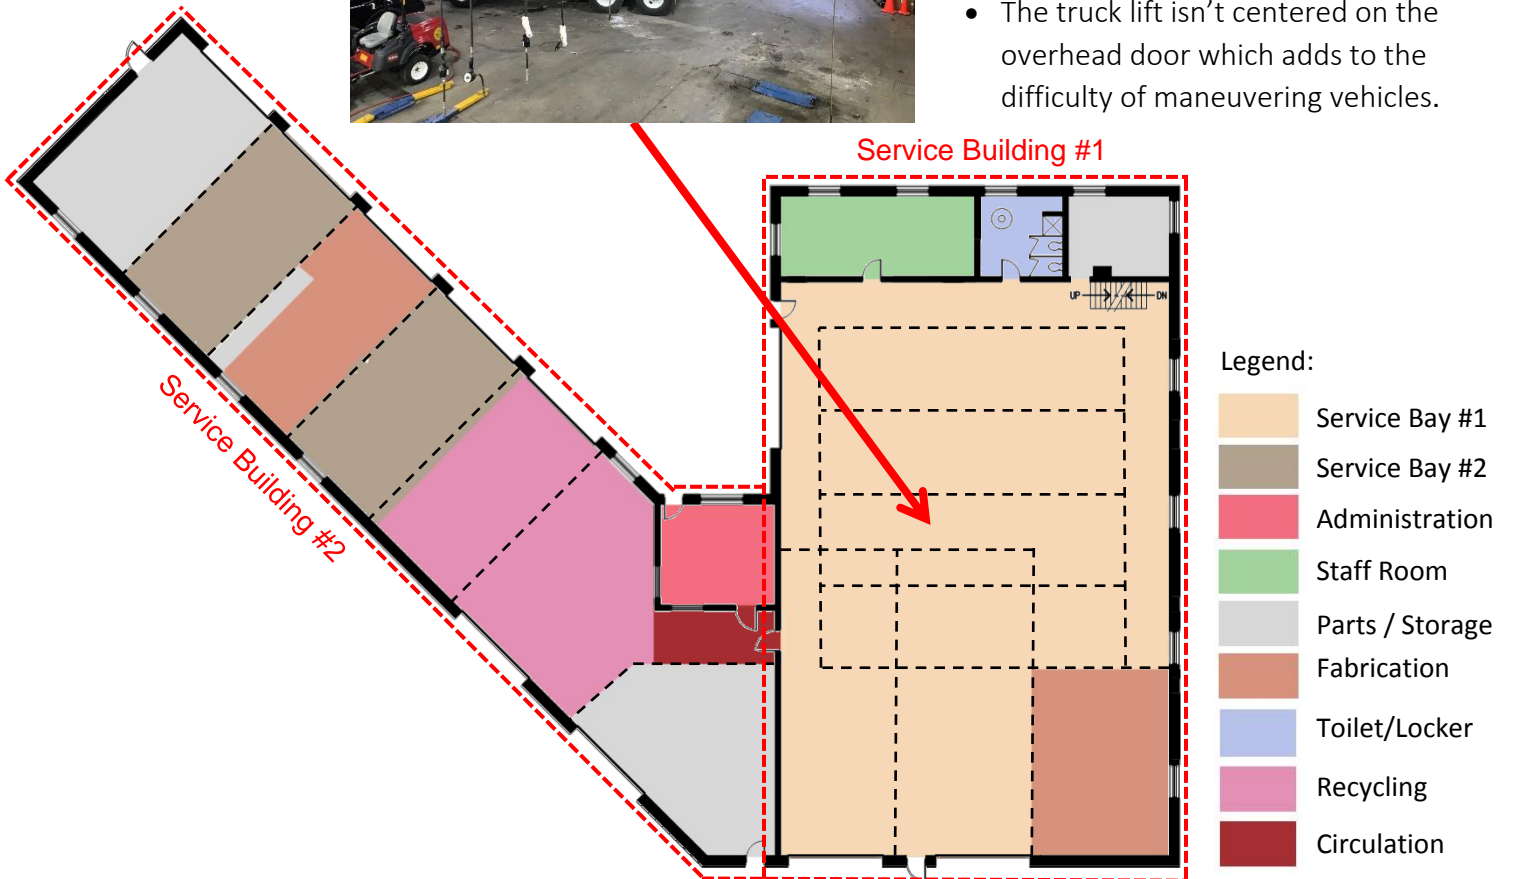 • The truck lift isn’t centered on the
overhead door which adds to the
difficulty of maneuvering vehicles.
Service Building #1
UP
DN
Service Building #2
Legend:
Service Bay #1
Service Bay #2
Administration
Staff Room
Parts / Storage
Fabrication
Toilet/Locker
Recycling
Circulation